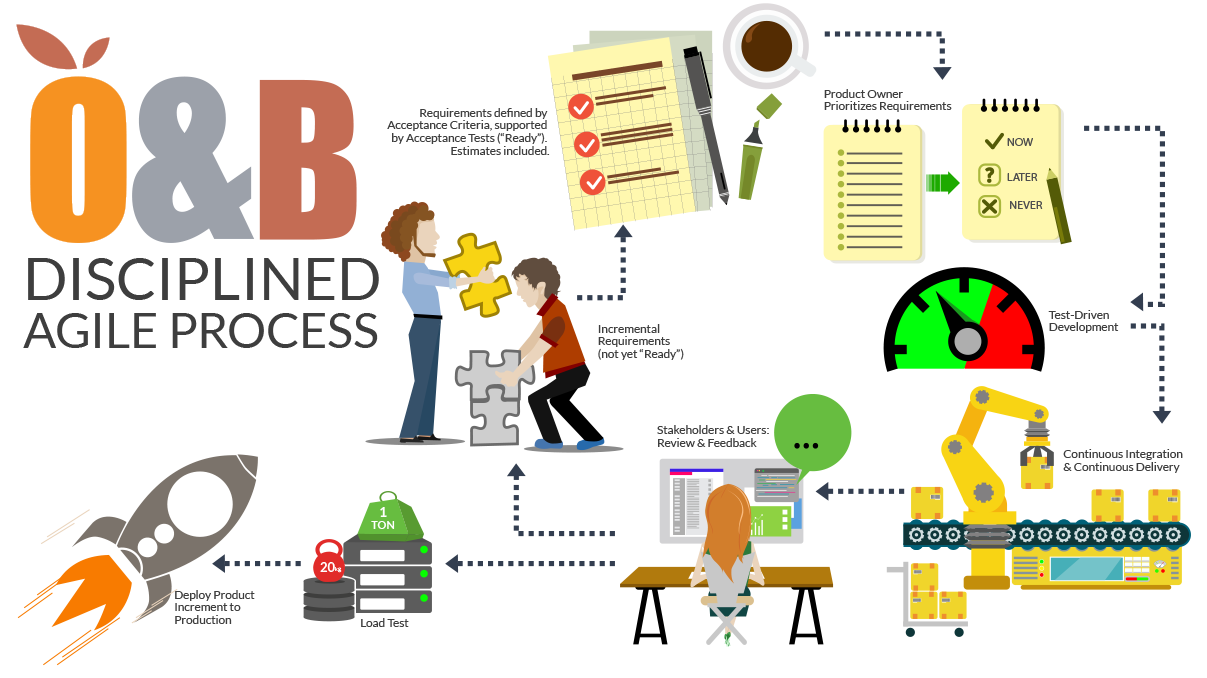 O&B
DISCIPLINED
AGILE PROCESS
Requirements defined by
Acceptance Criteria, supported
by Acceptance Tests (“Ready”).
Estimates included.
Product Owner
Prioritizes Requirements
NOW
? LATER
NEVER
Test-Driven
Development
Incremental
Requirements
(not yet “Ready”)
Continuous Integration
& Continuous Delivery
Stakeholders & Users:
Review & Feedback
1
TON
20KG
Load Test
Deploy Product
Increment to
Production